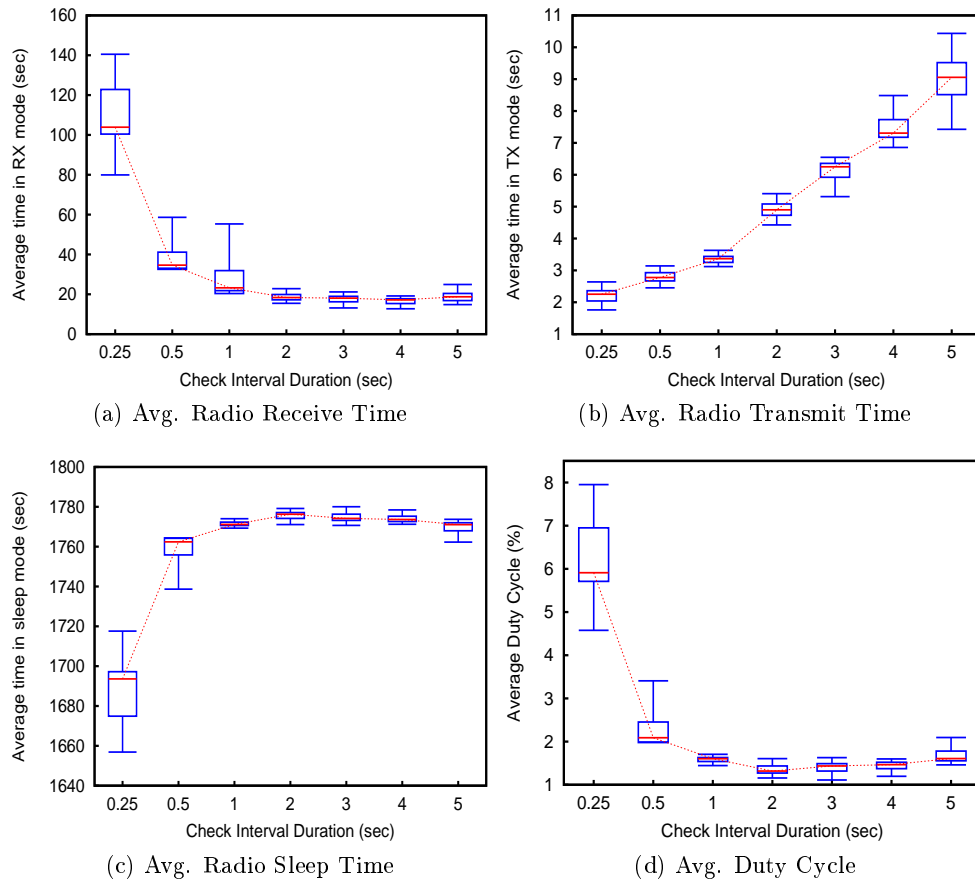 Average time in RX mode (sec)
160
140
120
100
80
60
40
20
0
0.25 0.5 1 2 3 4 5
Check Interval Duration (sec)
(a) Avg. Radio Receive Time
Average time in TX mode (sec)
11
10
9
8
7
6
5
4
3
2
1
0.25 0.5 1 2 3 4 5
Check Interval Duration (sec)
(b) Avg. Radio Transmit Time
Average time in sleep mode (sec)
1800
1780
1760
1740
1720
1700
1680
1660
1640
0.25 0.5 1 2 3 4 5
Check Interval Duration (sec)
(c) Avg. Radio Sleep Time
Average Duty Cycle (%)
8
7
6
5
4
3
2
1
0.25 0.5 1 2 3 4 5
Check Interval Duration (sec)
(d) Avg. Duty Cycle